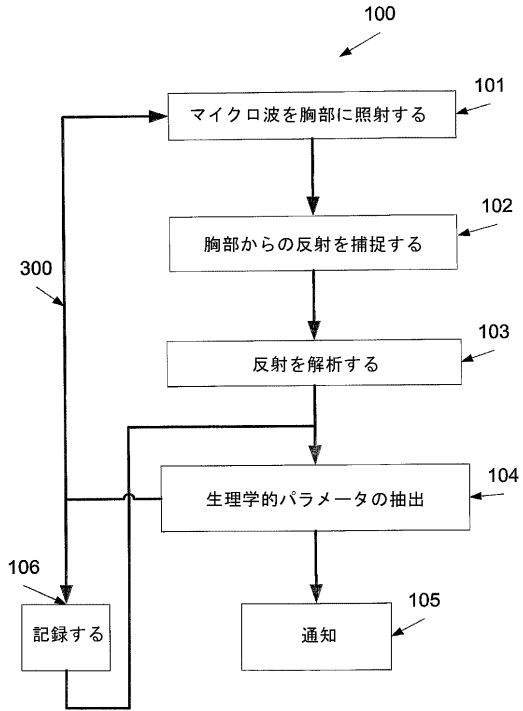 100
マイクロ波を胸部に照射する
101
胸部からの反射を捕捉する
102
300
反射を解析する
103
生理学的パラメータの抽出
104
106
記録する
通知
105